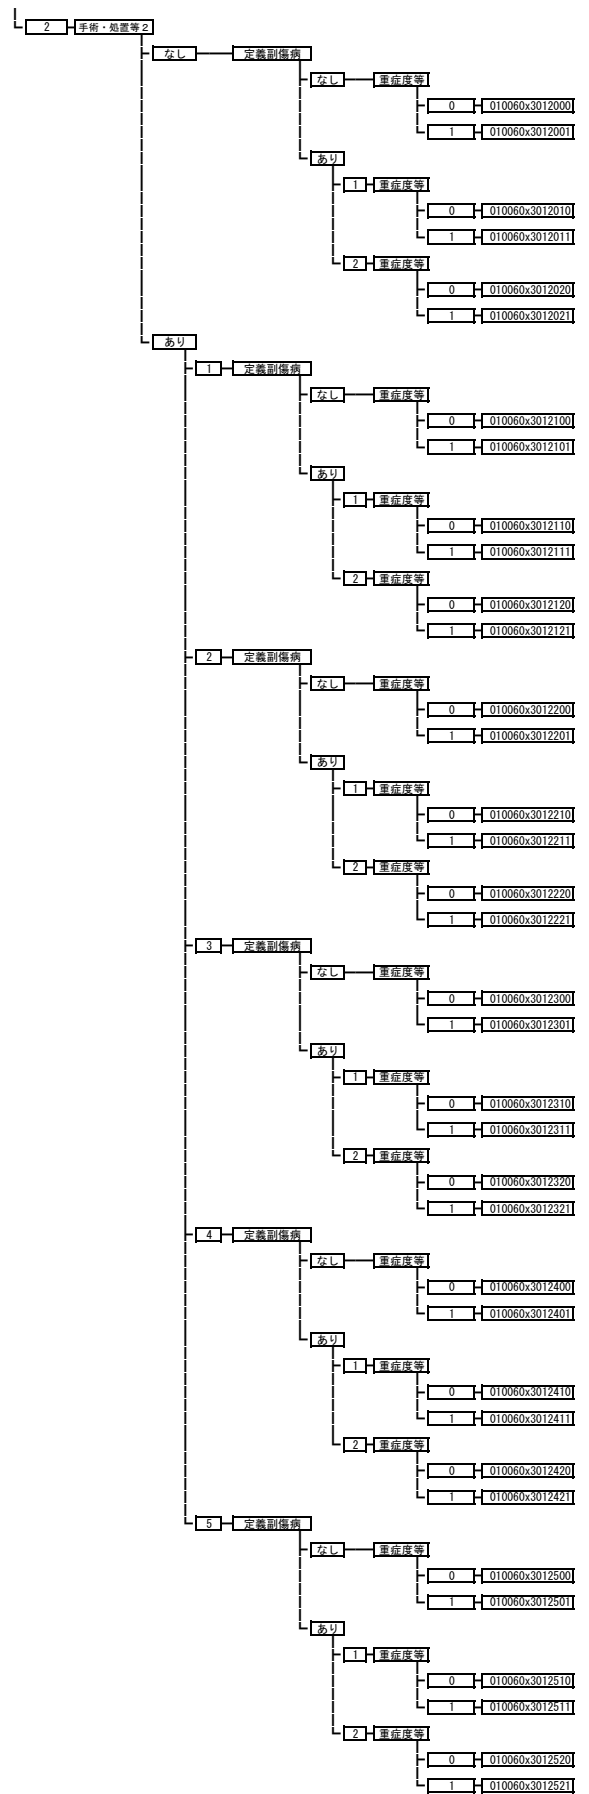 2 手術・処置等２
なし 定義副傷病
なし 重症度等
0 010060x3012000
1 010060x3012001
あり
1 重症度等
0 010060x3012010
1 010060x3012011
2 重症度等
0 010060x3012020
1 010060x3012021
あり
1 定義副傷病
なし 重症度等
0 010060x3012100
1 010060x3012101
あり
1 重症度等
0 010060x3012110
1 010060x3012111
2 重症度等
0 010060x3012120
1 010060x3012121
2 定義副傷病
なし 重症度等
0 010060x3012200
1 010060x3012201
あり
1 重症度等
0 010060x3012210
1 010060x3012211
2 重症度等
0 010060x3012220
1 010060x3012221
3 定義副傷病
なし 重症度等
0 010060x3012300
1 010060x3012301
あり
1 重症度等
0 010060x3012310
1 010060x3012311
2 重症度等
0 010060x3012320
1 010060x3012321
4 定義副傷病
なし 重症度等
0 010060x3012400
1 010060x3012401
あり
1 重症度等
0 010060x3012410
1 010060x3012411
2 重症度等
0 010060x3012420
1 010060x3012421
5 定義副傷病
なし 重症度等
0 010060x3012500
1 010060x3012501
あり
1 重症度等
0 010060x3012510
1 010060x3012511
2 重症度等
0 010060x3012520
1 010060x3012521